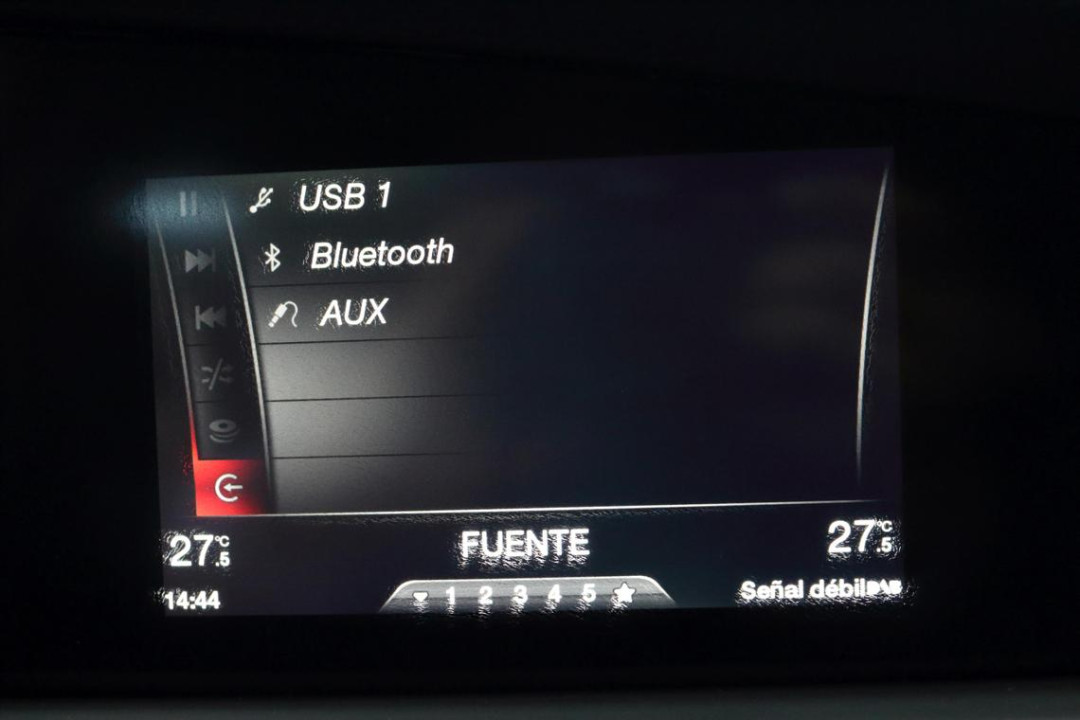 USB 1
Bluetooth
AUX
27.5°C
FUENTE
27.5°C
14:44
1 2 3 4 5
Señal débil